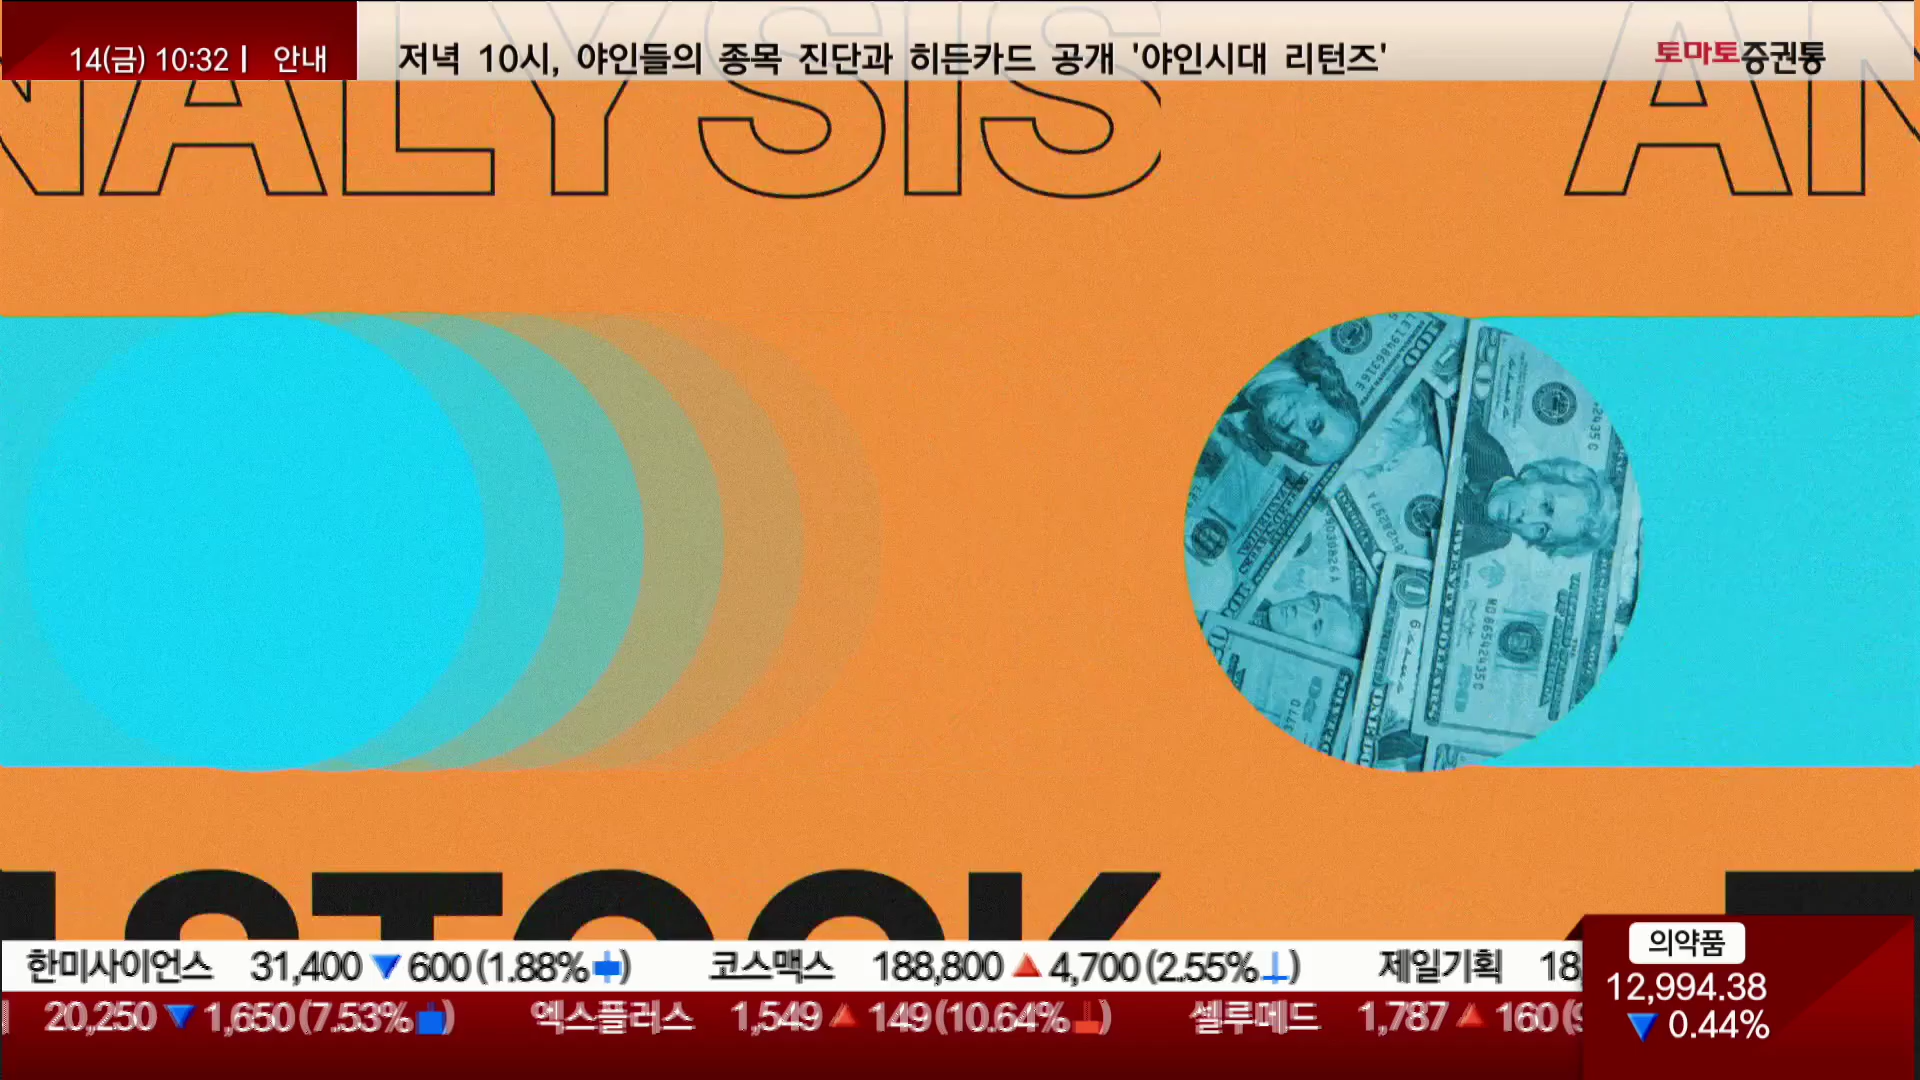 14(금) 10:32 | 안내 저녁 10시, 야인들의 종목 진단과 히든카드 공개 '야인시대 리턴즈' 토마토증권통
NALYSIS AN
STOCK
한미사이언스 31,400 ▼ 600 (1.88%) 코스맥스 188,800 ▲ 4,700 (2.55%) 제일기획 18,
20,250 ▼ 1,650 (7.53%) 엑스플러스 1,549 ▲ 149 (10.64%) 셀루메드 1,787 ▲ 160 (
의약품
12,994.38
▼ 0.44%